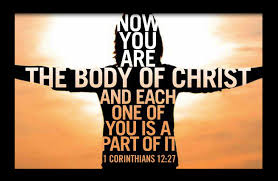 NOW
YOU
ARE
THE BODY OF CHRIST
AND EACH
ONE OF
YOU IS A
PART OF IT
1 CORINTHIANS 12:27